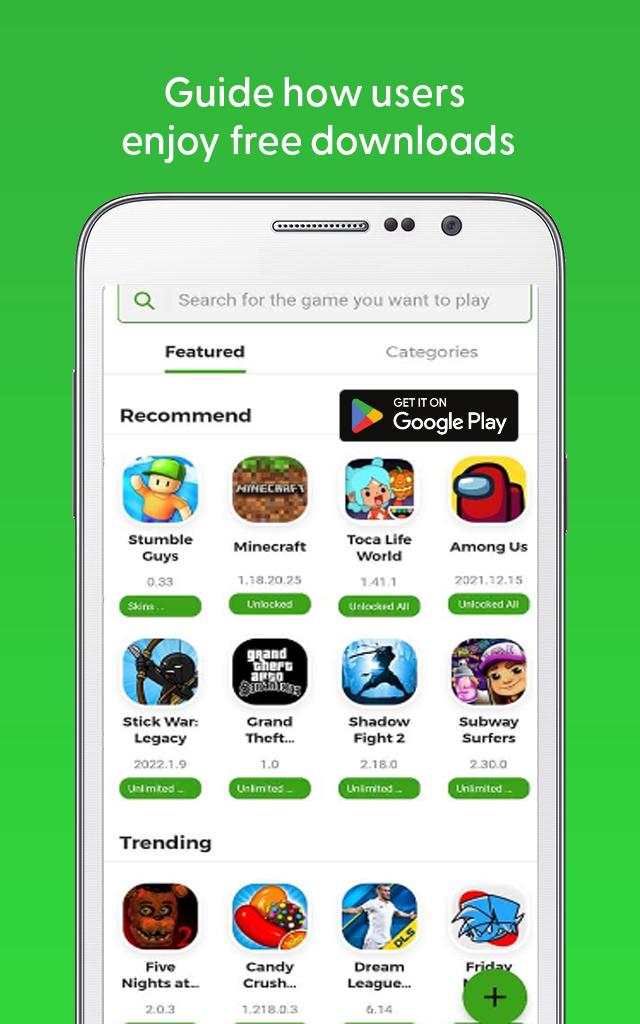 Guide how users
enjoy free downloads
Search for the game you want to play
Featured
Categories
Recommend
GET IT ON
Google Play
Stumble
Guys
0.33
Skins ..
MINECRAFT
Minecraft
1.18.20.25
Unlocked
Toca Life
World
1.41.1
Unlocked All
Among Us
2021.12.15
Unlocked All
Stick War:
Legacy
2022.1.9
Unlimited ...
grand
theft
auto
San Andreas
Grand
Theft...
1.0
Unlimited ...
Shadow
Fight 2
2.18.0
Unlimited ...
Subway
Surfers
2.30.0
Unlimited ...
Trending
2
Five
Nights at...
2.0.3
Candy
Crush...
1.218.0.3
DLS
Dream
League...
6.14
Friday
+